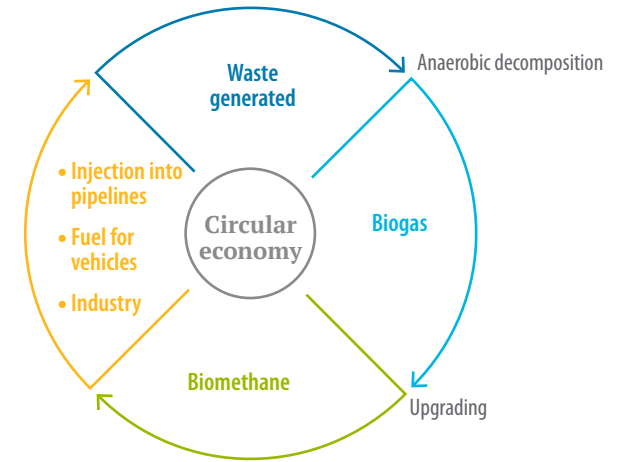 Waste
generated
Anaerobic decomposition
• Injection into
pipelines
• Fuel for
vehicles
• Industry
Circular
economy
Biogas
Biomethane
Upgrading